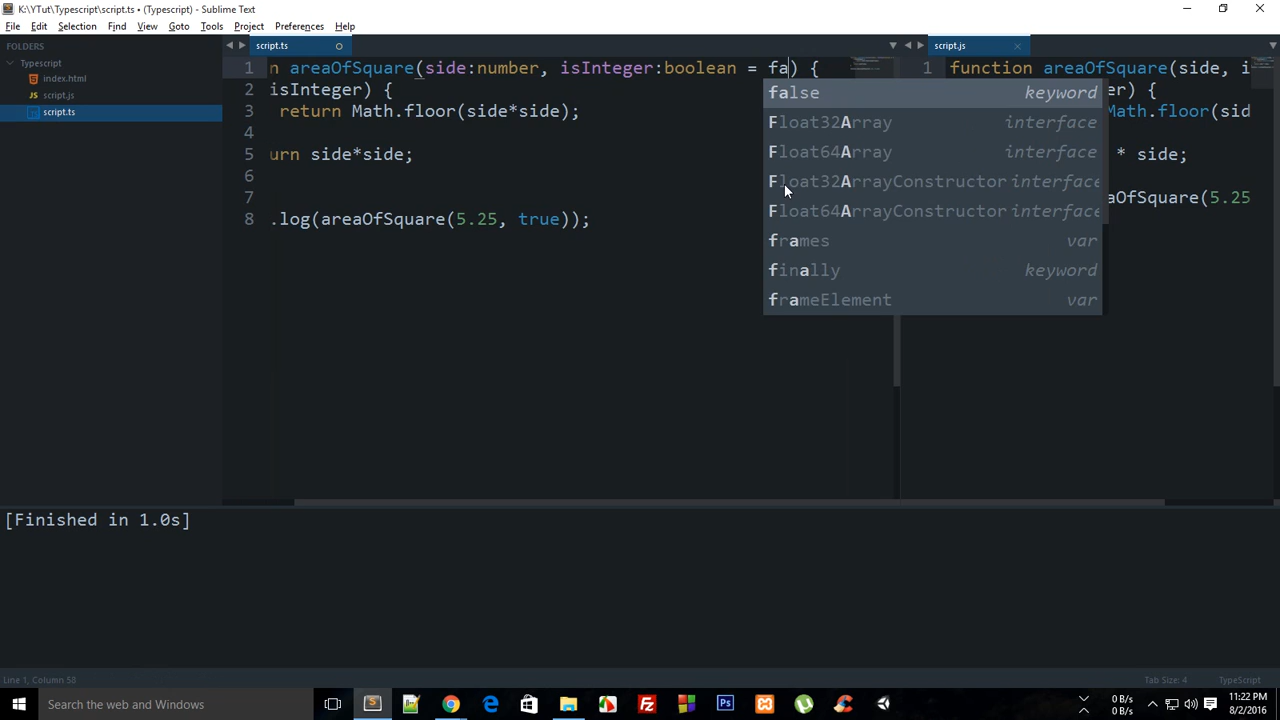 K:\YTut\Typescript\script.ts • (Typescript) - Sublime Text
File Edit Selection Find View Goto Tools Project Preferences Help
FOLDERS
Typescript
index.html
script.js
script.ts
script.ts
1 n areaOfSquare(side:number, isInteger:boolean = fa) {
2 isInteger) {
3 return Math.floor(side*side);
4
5 urn side*side;
6
7
8 .log(areaOfSquare(5.25, true));
false keyword
Float32Array interface
Float64Array interface
Float32ArrayConstructor interface
Float64ArrayConstructor interface
frames var
finally keyword
frameElement var
script.js
1 function areaOfSquare(side, i
er) {
Math.floor(sid
* side;
aOfSquare(5.25
[Finished in 1.0s]
Line 1, Column 58
Tab Size: 4 TypeScript
Search the web and Windows
0 B/s
0 B/s
11:22 PM
8/2/2016